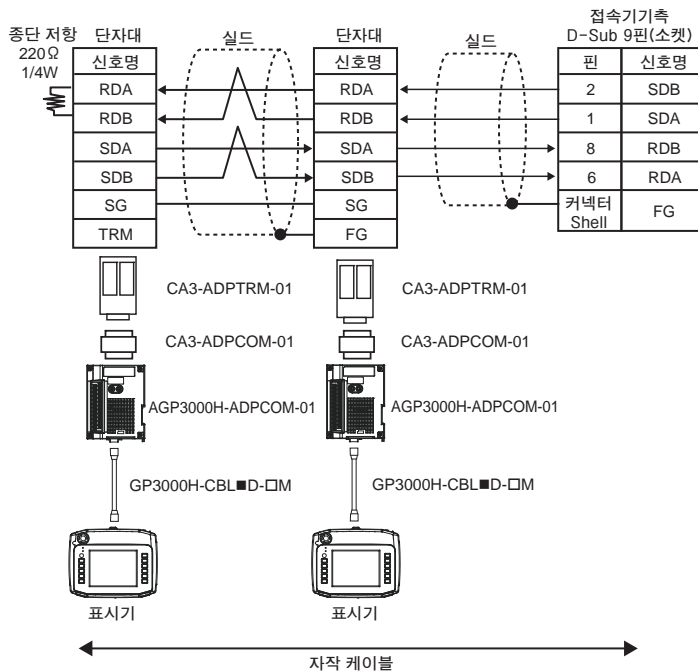 종단 저항
220Ω
1/4W
단자대
신호명
RDA
RDB
SDA
SDB
SG
TRM
실드
단자대
신호명
RDA
RDB
SDA
SDB
SG
FG
실드
접속기기측
D-Sub 9핀(소켓)
핀 신호명
2 SDB
1 SDA
8 RDB
6 RDA
커넥터
Shell
FG
CA3-ADPTRM-01
CA3-ADPTRM-01
CA3-ADPCOM-01
CA3-ADPCOM-01
AGP3000H-ADPCOM-01
AGP3000H-ADPCOM-01
GP3000H-CBL■D-□M
GP3000H-CBL■D-□M
표시기
표시기
자작 케이블